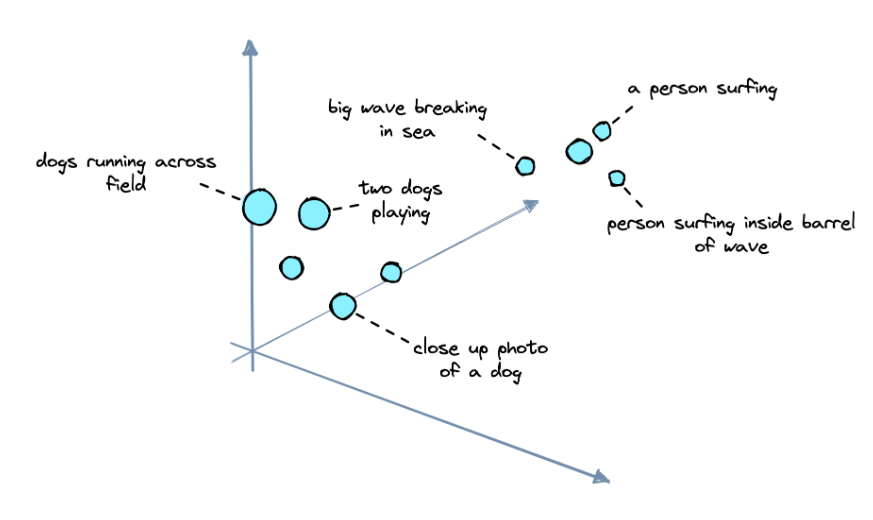 a person surfing
big wave breaking
in sea
dogs running across
field
two dogs
playing
person surfing inside barrel
of wave
close up photo
of a dog